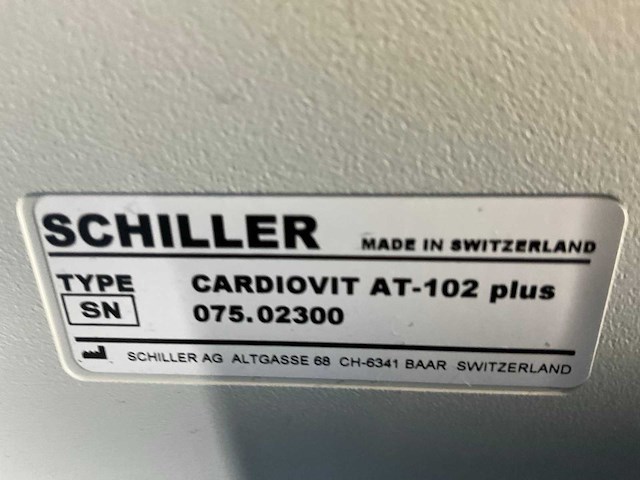 SCHILLER MADE IN SWITZERLAND
TYPE CARDIOVIT AT-102 plus
SN 075.02300
SCHILLER AG ALTGASSE 68 CH-6341 BAAR SWITZERLAND